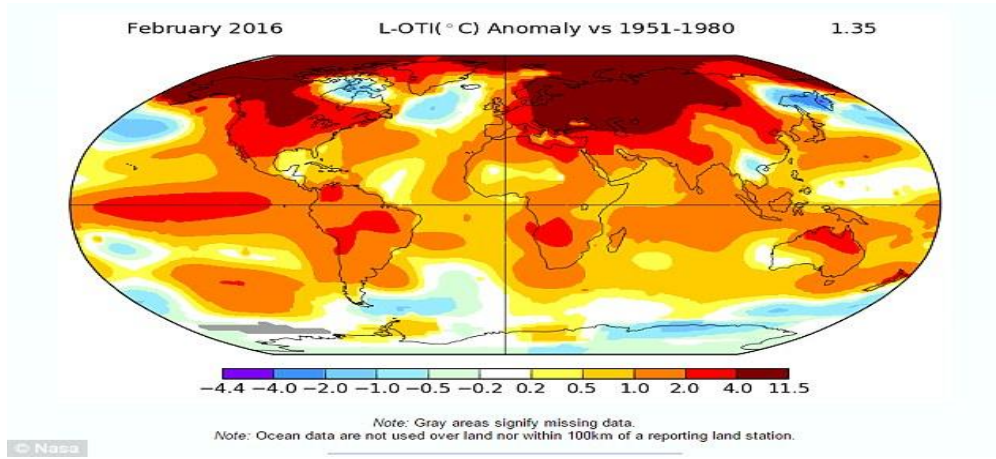 February 2016 L-OTI(°C) Anomaly vs 1951-1980 1.35
−4.4 −4.0 −2.0 −1.0 −0.5 −0.2 0.2 0.5 1.0 2.0 4.0 11.5
Note: Gray areas signify missing data.
Note: Ocean data are not used over land nor within 100km of a reporting land station.
© Nasa